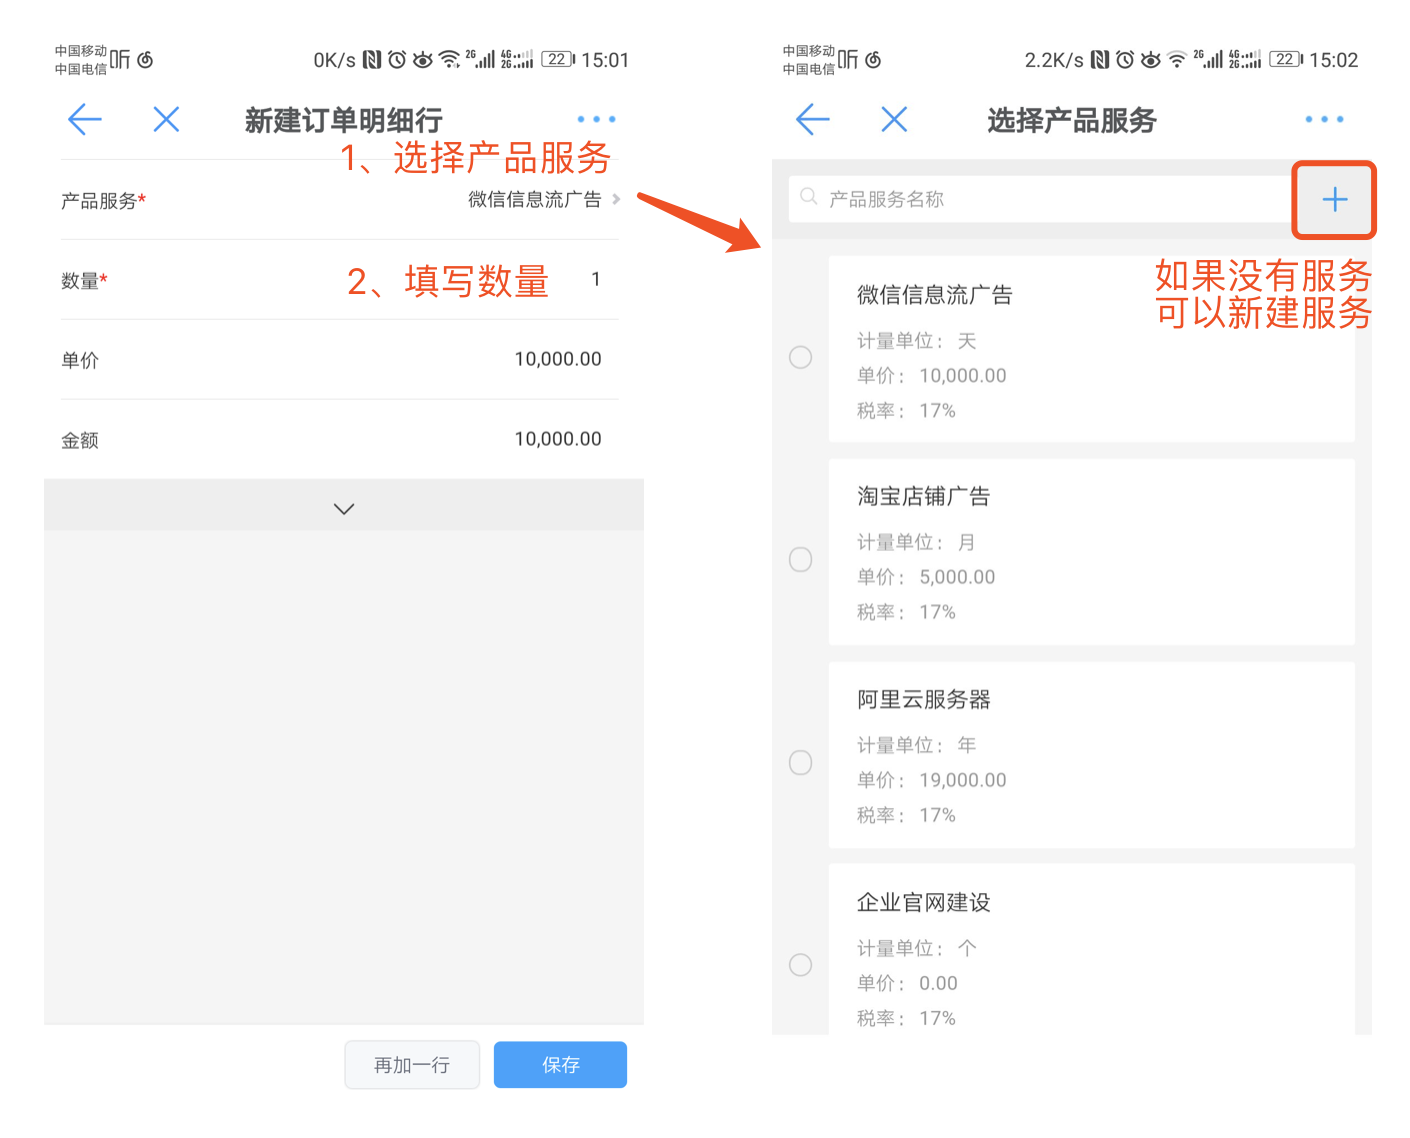 中国移动
中国电信
听
0K/s
2G
4G
2G
22
15:01
新建订单明细行
1、选择产品服务
产品服务*
微信信息流广告
数量*
2、填写数量
1
单价
10,000.00
金额
10,000.00
再加一行
保存
中国移动
中国电信
听
2.2K/s
2G
4G
2G
22
15:02
选择产品服务
产品服务名称
如果没有服务
可以新建服务
微信信息流广告
计量单位： 天
单价： 10,000.00
税率： 17%
淘宝店铺广告
计量单位： 月
单价： 5,000.00
税率： 17%
阿里云服务器
计量单位： 年
单价： 19,000.00
税率： 17%
企业官网建设
计量单位： 个
单价： 0.00
税率： 17%